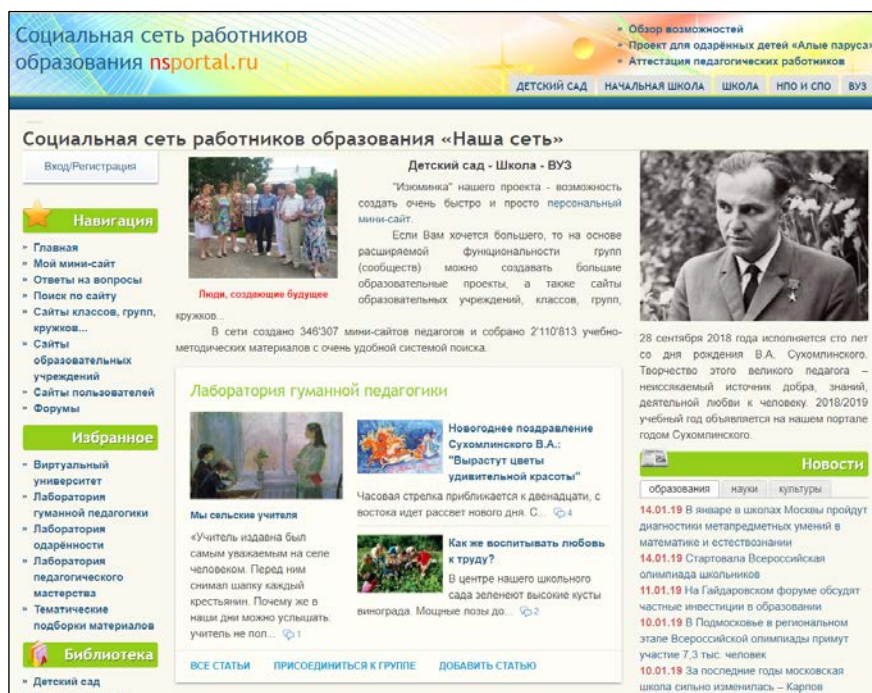 Социальная сеть работников
образования nsportal.ru
» Обзор возможностей
» Проект для одарённых детей «Алые паруса»
» Аттестация педагогических работников
ДЕТСКИЙ САД НАЧАЛЬНАЯ ШКОЛА ШКОЛА НПО И СПО ВУЗ
Социальная сеть работников образования «Наша сеть»
Вход/Регистрация
Навигация
» Главная
» Мой мини-сайт
» Ответы на вопросы
» Поиск по сайту
» Сайты классов, групп,
кружков...
» Сайты
образовательных
учреждений
» Сайты пользователей
» Форумы
Избранное
» Виртуальный
университет
» Лаборатория
гуманной педагогики
» Лаборатория
одарённости
» Лаборатория
педагогического
мастерства
» Тематические
подборки материалов
Библиотека
» Детский сад
Люди, создающие будущее
Детский сад - Школа - ВУЗ
"Изюминка" нашего проекта - возможность
создать очень быстро и просто персональный
мини-сайт.
Если Вам хочется большего, то на основе
расширяемой функциональности групп
(сообществ) можно создавать большие
образовательные проекты, а также сайты
образовательных учреждений, классов, групп,
кружков...
В сети создано 346'307 мини-сайтов педагогов и собрано 2'110'813 учебно-
методических материалов с очень удобной системой поиска.
Лаборатория гуманной педагогики
Мы сельские учителя
«Учитель издавна был
самым уважаемым на селе
человеком. Перед ним
снимал шапку каждый
крестьянин. Почему же в
наши дни можно услышать:
учитель не пол... 1
Новогоднее поздравление
Сухомлинского В.А.:
"Вырастут цветы
удивительной красоты"
Часовая стрелка приближается к двенадцати, с
востока идет рассвет нового дня. С... 4
Как же воспитывать любовь
к труду?
В центре нашего школьного
сада зеленеют высокие кусты
винограда. Мощные лозы до... 2
ВСЕ СТАТЬИ ПРИСОЕДИНИТЬСЯ К ГРУППЕ ДОБАВИТЬ СТАТЬЮ
28 сентября 2018 года исполняется сто лет
со дня рождения В.А. Сухомлинского.
Творчество этого великого педагога –
неиссякаемый источник добра, знаний,
деятельной любви к человеку. 2018/2019
учебный год объявляется на нашем портале
годом Сухомлинского.
Новости
образования науки культуры
14.01.19 В январе в школах Москвы пройдут
диагностики метапредметных умений в
математике и естествознании
14.01.19 Стартовала Всероссийская
олимпиада школьников
11.01.19 На Гайдаровском форуме обсудят
частные инвестиции в образовании
10.01.19 В Подмосковье в региональном
этапе Всероссийской олимпиады примут
участие 7,3 тыс. человек
10.01.19 За последние годы московская
школа сильно изменилась – Карпов